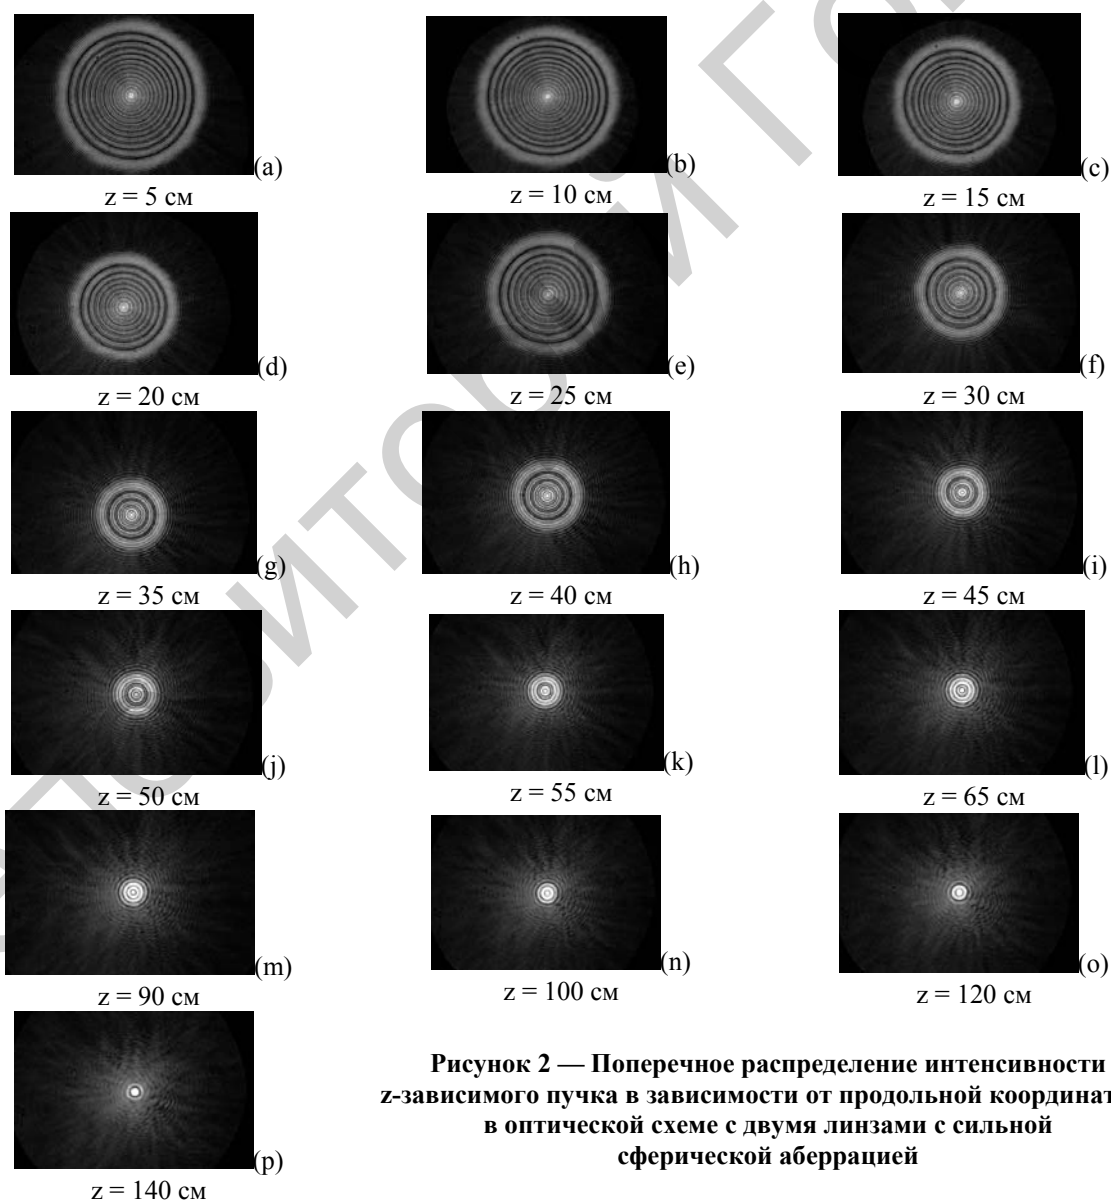 (a)
(b)
(c)
z = 5 см
z = 10 см
z = 15 см
(d)
(e)
(f)
z = 20 см
z = 25 см
z = 30 см
(g)
(h)
(i)
z = 35 см
z = 40 см
z = 45 см
(j)
(k)
(l)
z = 50 см
z = 55 см
z = 65 см
(m)
(n)
(o)
z = 90 см
z = 100 см
z = 120 см
(p)
z = 140 см
Рисунок 2 — Поперечное распределение интенсивности
z-зависимого пучка в зависимости от продольной
в оптической схеме с двумя линзами с сильной
сферической аберрацией